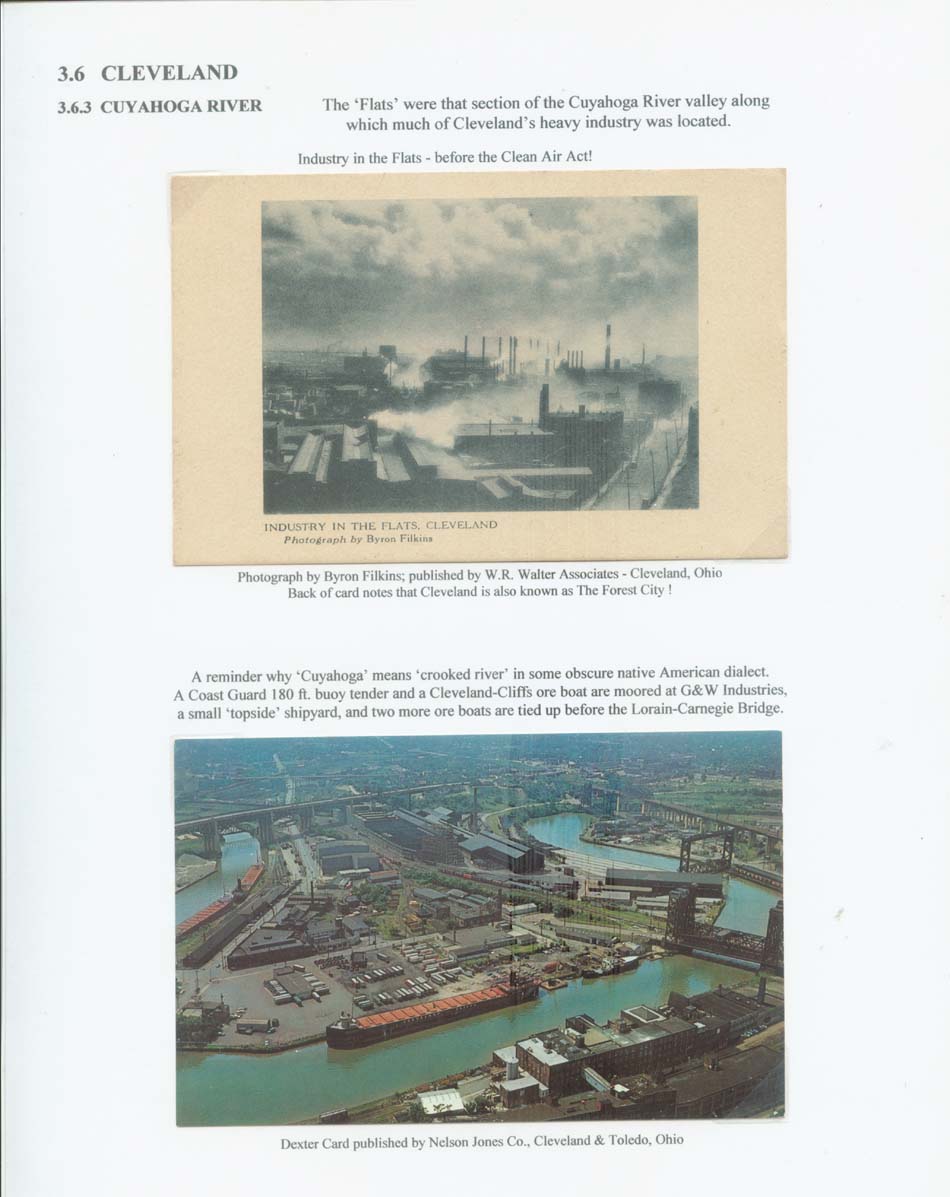 3.6 CLEVELAND
3.6.3 CUYAHOGA RIVER
The ‘Flats’ were that section of the Cuyahoga River valley along
which much of Cleveland’s heavy industry was located.
Industry in the Flats - before the Clean Air Act!
INDUSTRY IN THE FLATS, CLEVELAND
Photograph by Byron Filkins
Photograph by Byron Filkins; published by W.R. Walter Associates - Cleveland, Ohio
Back of card notes that Cleveland is also known as The Forest City !
A reminder why ‘Cuyahoga’ means ‘crooked river’ in some obscure native American dialect.
A Coast Guard 180 ft. buoy tender and a Cleveland-Cliffs ore boat are moored at G&W Industries,
a small ‘topside’ shipyard, and two more ore boats are tied up before the Lorain-Carnegie Bridge.
Dexter Card published by Nelson Jones Co., Cleveland & Toledo, Ohio